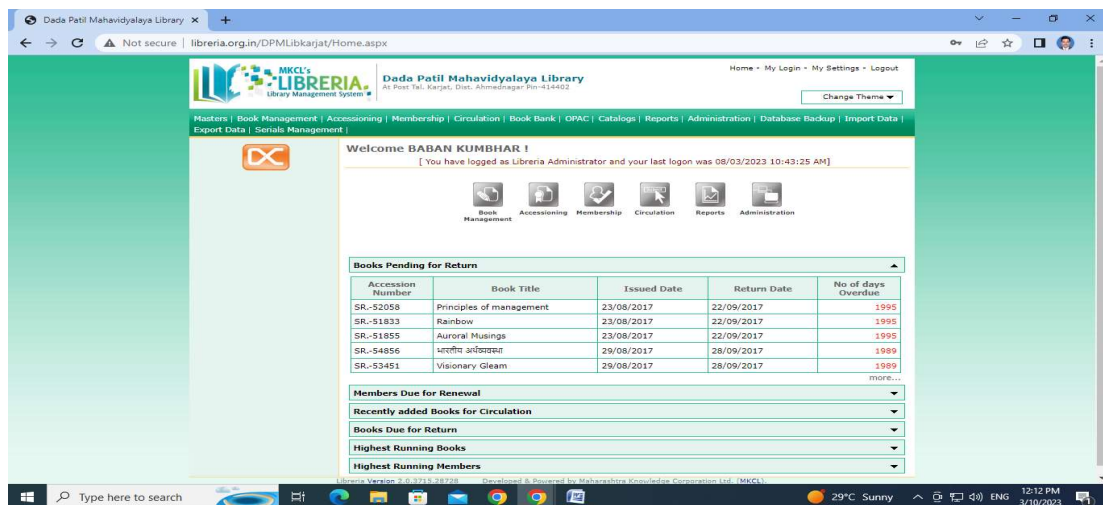 Dada Patil Mahavidyalaya Library
Not secure | libreria.org.in/DPMLibkarjat/Home.aspx
MKCL's
LIBRERIA
Library Management System
Dada Patil Mahavidyalaya Library
At Post Tal. Karjat, Dist. Ahmednagar Pin-414402
Home - My Login - My Settings - Logout
Change Theme
Masters | Book Management | Accessioning | Membership | Circulation | Book Bank | OPAC | Catalogs | Reports | Administration | Database Backup | Import Data |
Export Data | Serials Management |
Welcome BABAN KUMBHAR !
[ You have logged as Libreria Administrator and your last logon was 08/03/2023 10:43:25 AM]
Book Management Accessioning Membership Circulation Reports Administration
Books Pending for Return
Accession Number Book Title Issued Date Return Date No of days Overdue
SR.-52058 Principles of management 23/08/2017 22/09/2017 1995
SR.-51833 Rainbow 23/08/2017 22/09/2017 1995
SR.-51855 Auroral Musings 23/08/2017 22/09/2017 1995
SR.-54856 भारतीय अर्थव्यवस्था 29/08/2017 28/09/2017 1989
SR.-53451 Visionary Gleam 29/08/2017 28/09/2017 1989
more...
Members Due for Renewal
Recently added Books for Circulation
Books Due for Return
Highest Running Books
Highest Running Members
Libreria Version 2.0.3715.28728 Developed & Powered by Maharashtra Knowledge Corporation Ltd. (MKCL).
Type here to search
29°C Sunny
ENG
12:12 PM
3/10/2023